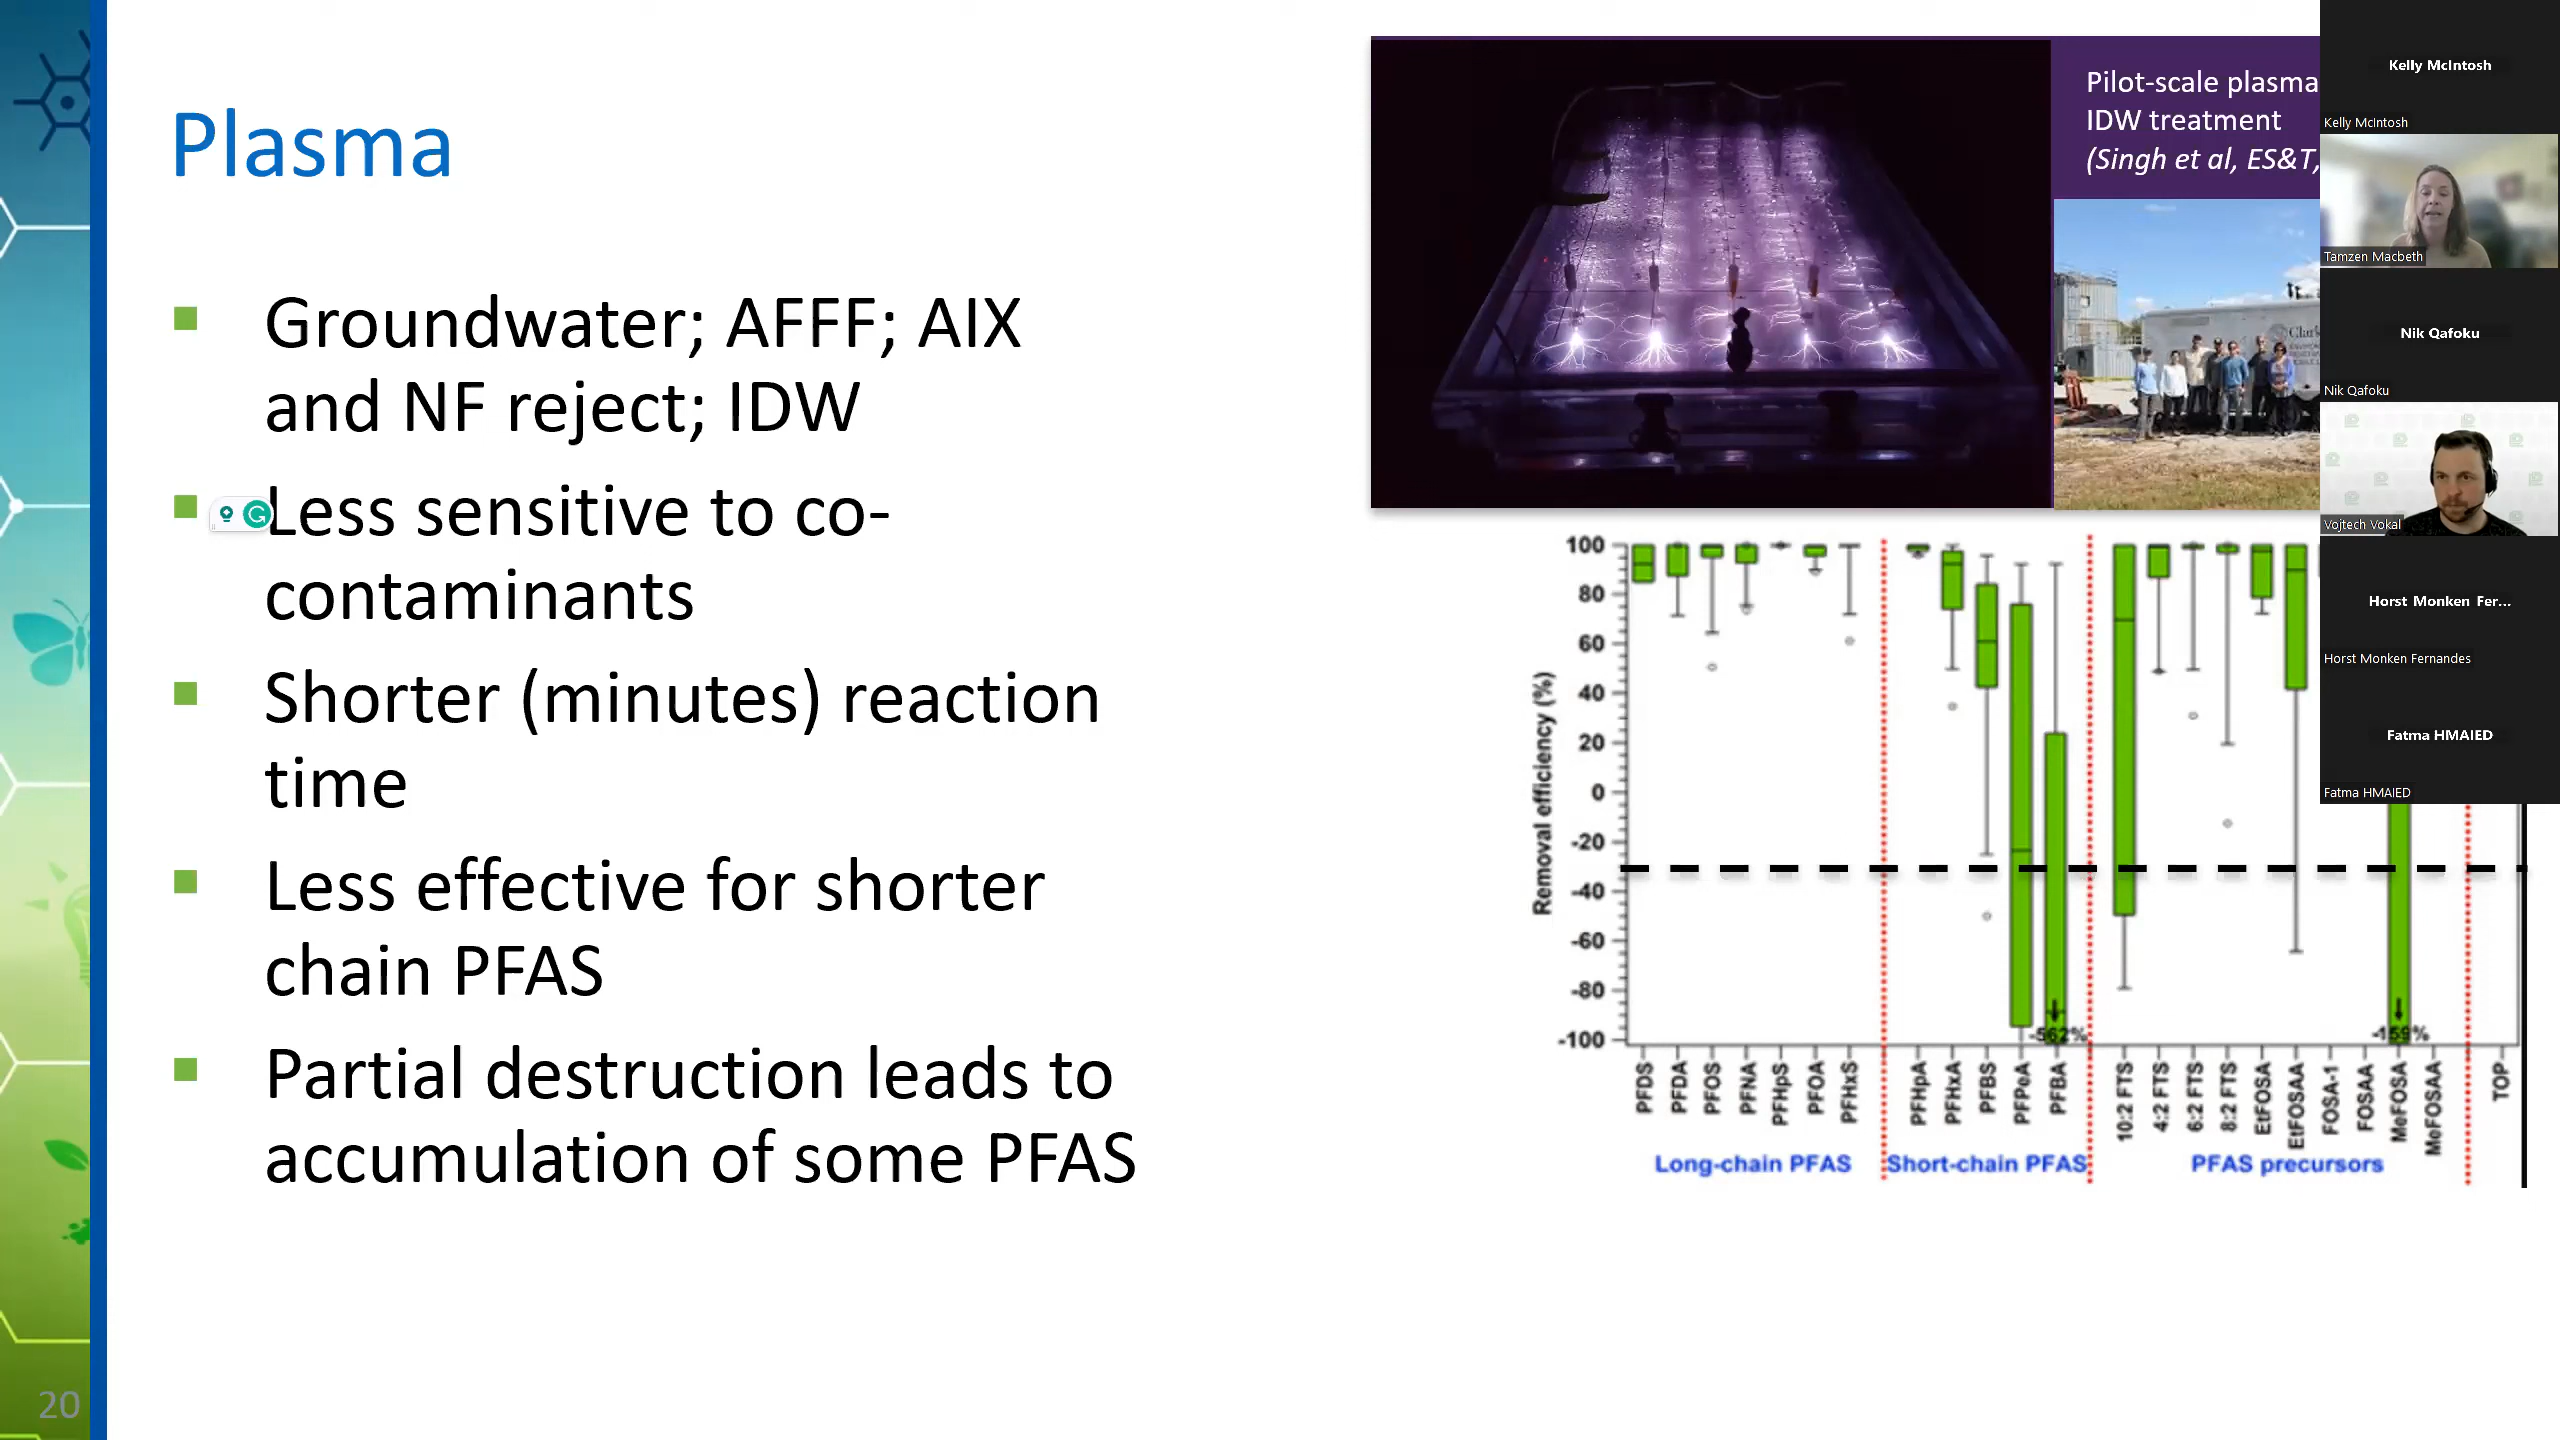 Plasma
Groundwater; AFFF; AIX
and NF reject; IDW
Less sensitive to co-
contaminants
Shorter (minutes) reaction
time
Less effective for shorter
chain PFAS
Partial destruction leads to
accumulation of some PFAS
20
Pilot-scale plasma
IDW treatment
(Singh et al, ES&T,
Removal efficiency (%)
100
80
60
40
20
0
-20
-40
-60
-80
-100
-562%
-159%
PFDS
PFDA
PFOS
PFNA
PFHpS
PFOA
PFHxS
PFHpA
PFHxA
PFBS
PFPeA
PFBA
10:2 FTS
4:2 FTS
6:2 FTS
8:2 FTS
EtFOSA
EtFOSAA
FOSA-1
FOSAA
MeFOSA
MeFOSAA
TOP
Long-chain PFAS
Short-chain PFAS
PFAS precursors
Kelly McIntosh
Kelly McIntosh
Tamzen Macbeth
Nik Qafoku
Nik Qafoku
Vojtech Vokal
Horst Monken Fer...
Horst Monken Fernandes
Fatma HMAIED
Fatma HMAIED